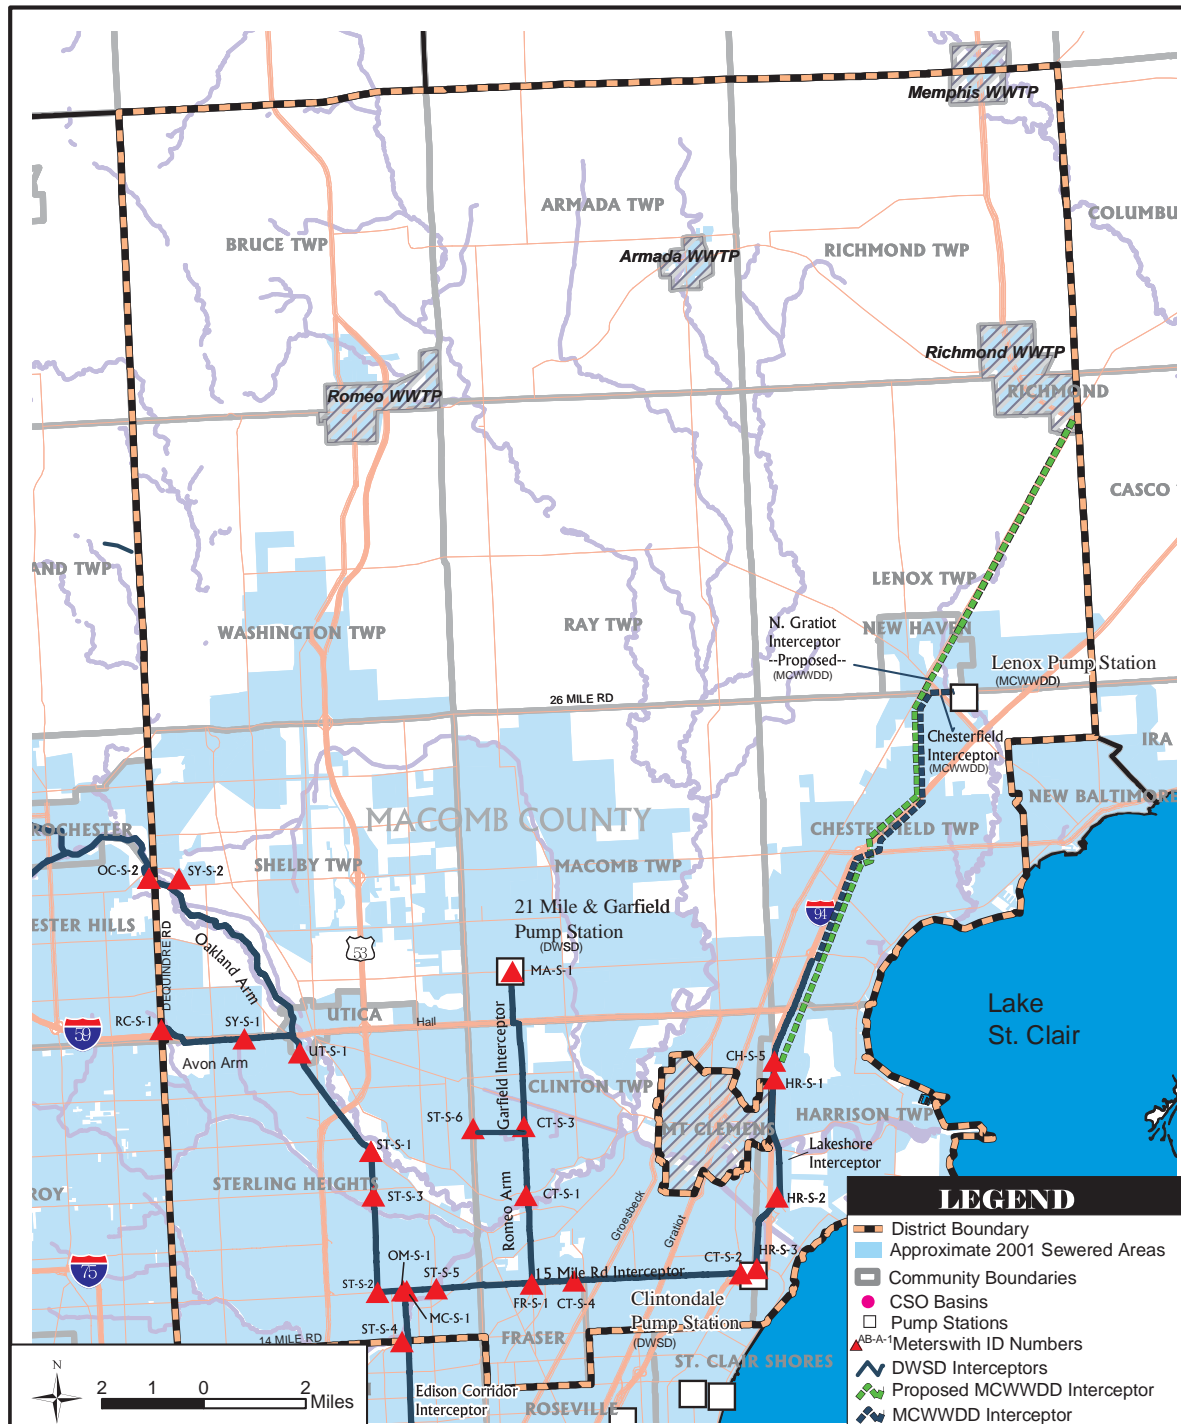 Memphis WWTP
ARMADA TWP
COLUMBU
BRUCE TWP
RICHMOND TWP
Armada WWTP
Richmond WWTP
RICHMOND
Romeo WWTP
CASCO
AND TWP
LENOX TWP
WASHINGTON TWP
RAY TWP
N. Gratiot
Interceptor
--Proposed--
(MCWWDD)
NEW HAVEN
Lenox Pump Station
(MCWWDD)
26 MILE RD
Chesterfield
Interceptor
(MCWWDD)
IRA
NEW BALTIMORE
MACOMB COUNTY
ROCHESTER
CHESTERFIELD TWP
SHELBY TWP
MACOMB TWP
OC-S-2
SY-S-2
21 Mile & Garfield
Pump Station
(DWSD)
ESTER HILLS
94
DEQUINDRE RD
Oakland Arm
53
MA-S-1
Lake
St. Clair
UTICA
Hall
RC-S-1
SY-S-1
59
Garfield Interceptor
Avon Arm
UT-S-1
CH-S-5
HR-S-1
CLINTON TWP
HARRISON TWP
ST-S-6
CT-S-3
MT CLEMENS
ST-S-1
Lakeshore
Interceptor
STERLING HEIGHTS
ROY
ST-S-3
CT-S-1
HR-S-2
Romeo Arm
Groesbeck
Gratiot
OM-S-1
HR-S-3
CT-S-2
75
ST-S-2
ST-S-5
15 Mile Rd Interceptor
MC-S-1
FR-S-1
CT-S-4
Clintondale
Pump Station
(DWSD)
ST-S-4
14 MILE RD
FRASER
ST. CLAIR SHORES
Edison Corridor
Interceptor
ROSEVILLE
N
2 1 0 2 Miles
LEGEND
District Boundary
Approximate 2001 Sewered Areas
Community Boundaries
CSO Basins
Pump Stations
AB-A-1 Meterswith ID Numbers
DWSD Interceptors
Proposed MCWWDD Interceptor
MCWWDD Interceptor